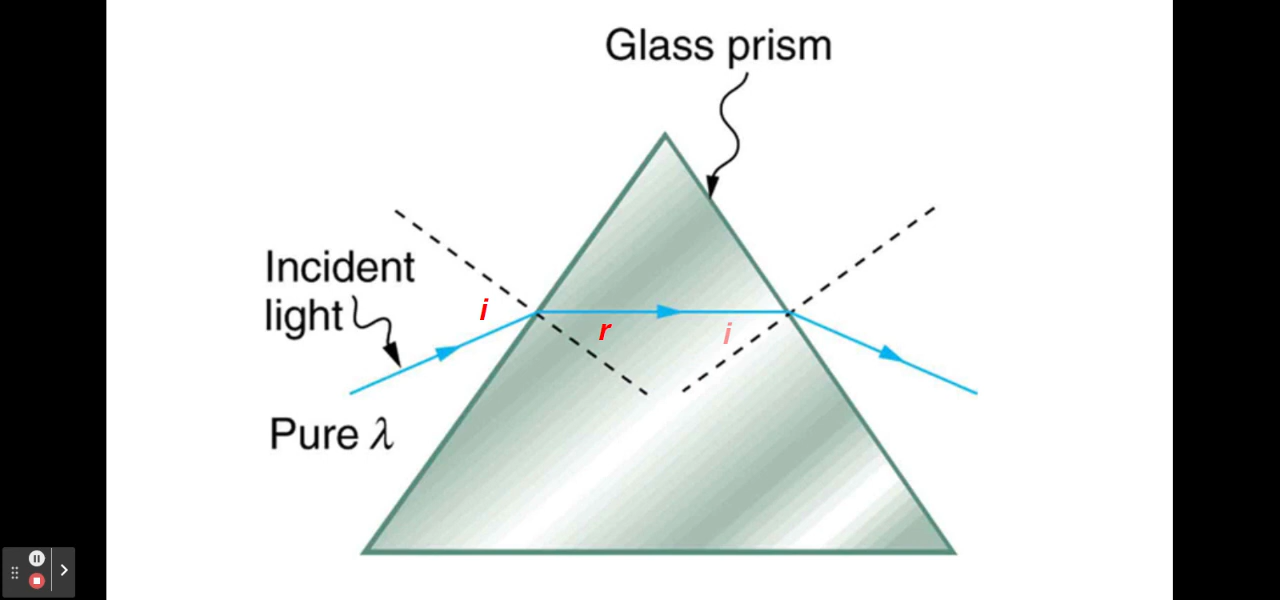 Glass prism
Incident
light
i
r
i
Pure λ